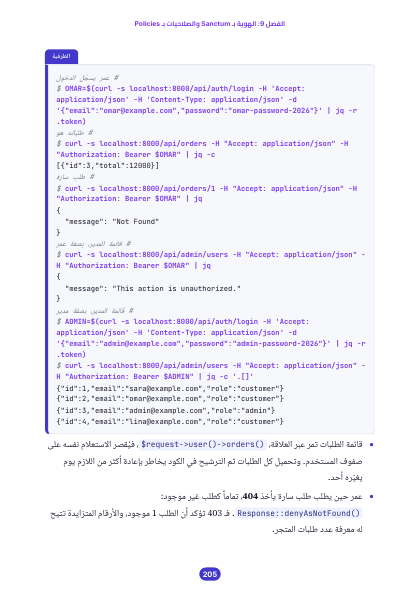 الفصل 9: الهوية بـ Sanctum والصلاحيات بـ Policies
الطرفية
# عمر يسجّل الدخول
$ OMAR=$(curl -s localhost:8000/api/auth/login -H 'Accept:
application/json' -H 'Content-Type: application/json' -d
'{"email":"omar@example.com","password":"omar-password-2026"}' | jq -r
.token)
# طلباته هو
$ curl -s localhost:8000/api/orders -H "Accept: application/json" -H
"Authorization: Bearer $OMAR" | jq -c
[{"id":3,"total":12000}]
# طلب ساره
$ curl -s localhost:8000/api/orders/1 -H "Accept: application/json" -H
"Authorization: Bearer $OMAR" | jq
{
"message": "Not Found"
}
# قائمة المدير، بصفة عمر
$ curl -s localhost:8000/api/admin/users -H "Accept: application/json" -
H "Authorization: Bearer $OMAR" | jq
{
"message": "This action is unauthorized."
}
# قائمة المدير، بصفة مدير
$ ADMIN=$(curl -s localhost:8000/api/auth/login -H 'Accept:
application/json' -H 'Content-Type: application/json' -d
'{"email":"admin@example.com","password":"admin-password-2026"}' | jq -r
.token)
$ curl -s localhost:8000/api/admin/users -H "Accept: application/json" -
H "Authorization: Bearer $ADMIN" | jq -c '.[]'
{"id":1,"email":"sara@example.com","role":"customer"}
{"id":2,"email":"omar@example.com","role":"customer"}
{"id":3,"email":"admin@example.com","role":"admin"}
{"id":4,"email":"lina@example.com","role":"customer"}
• قائمة الطلبات تمر عبر العلاقة، $request->user()->orders() ، فيُقصر الاستعلام نفسه على
صفوف المستخدم. وتحميل كل الطلبات ثم الترشيح في الكود يخاطر بإعادة أكثر من اللازم يوم
يغيّره أحد.
• عمر حين يطلب طلب سارة يأخذ 404، تماماً كطلب غير موجود:
Response::denyAsNotFound() . فـ 403 تؤكد أن الطلب 1 موجود، والأرقام المتزايدة تتيح
له معرفة عدد طلبات المتجر.
205